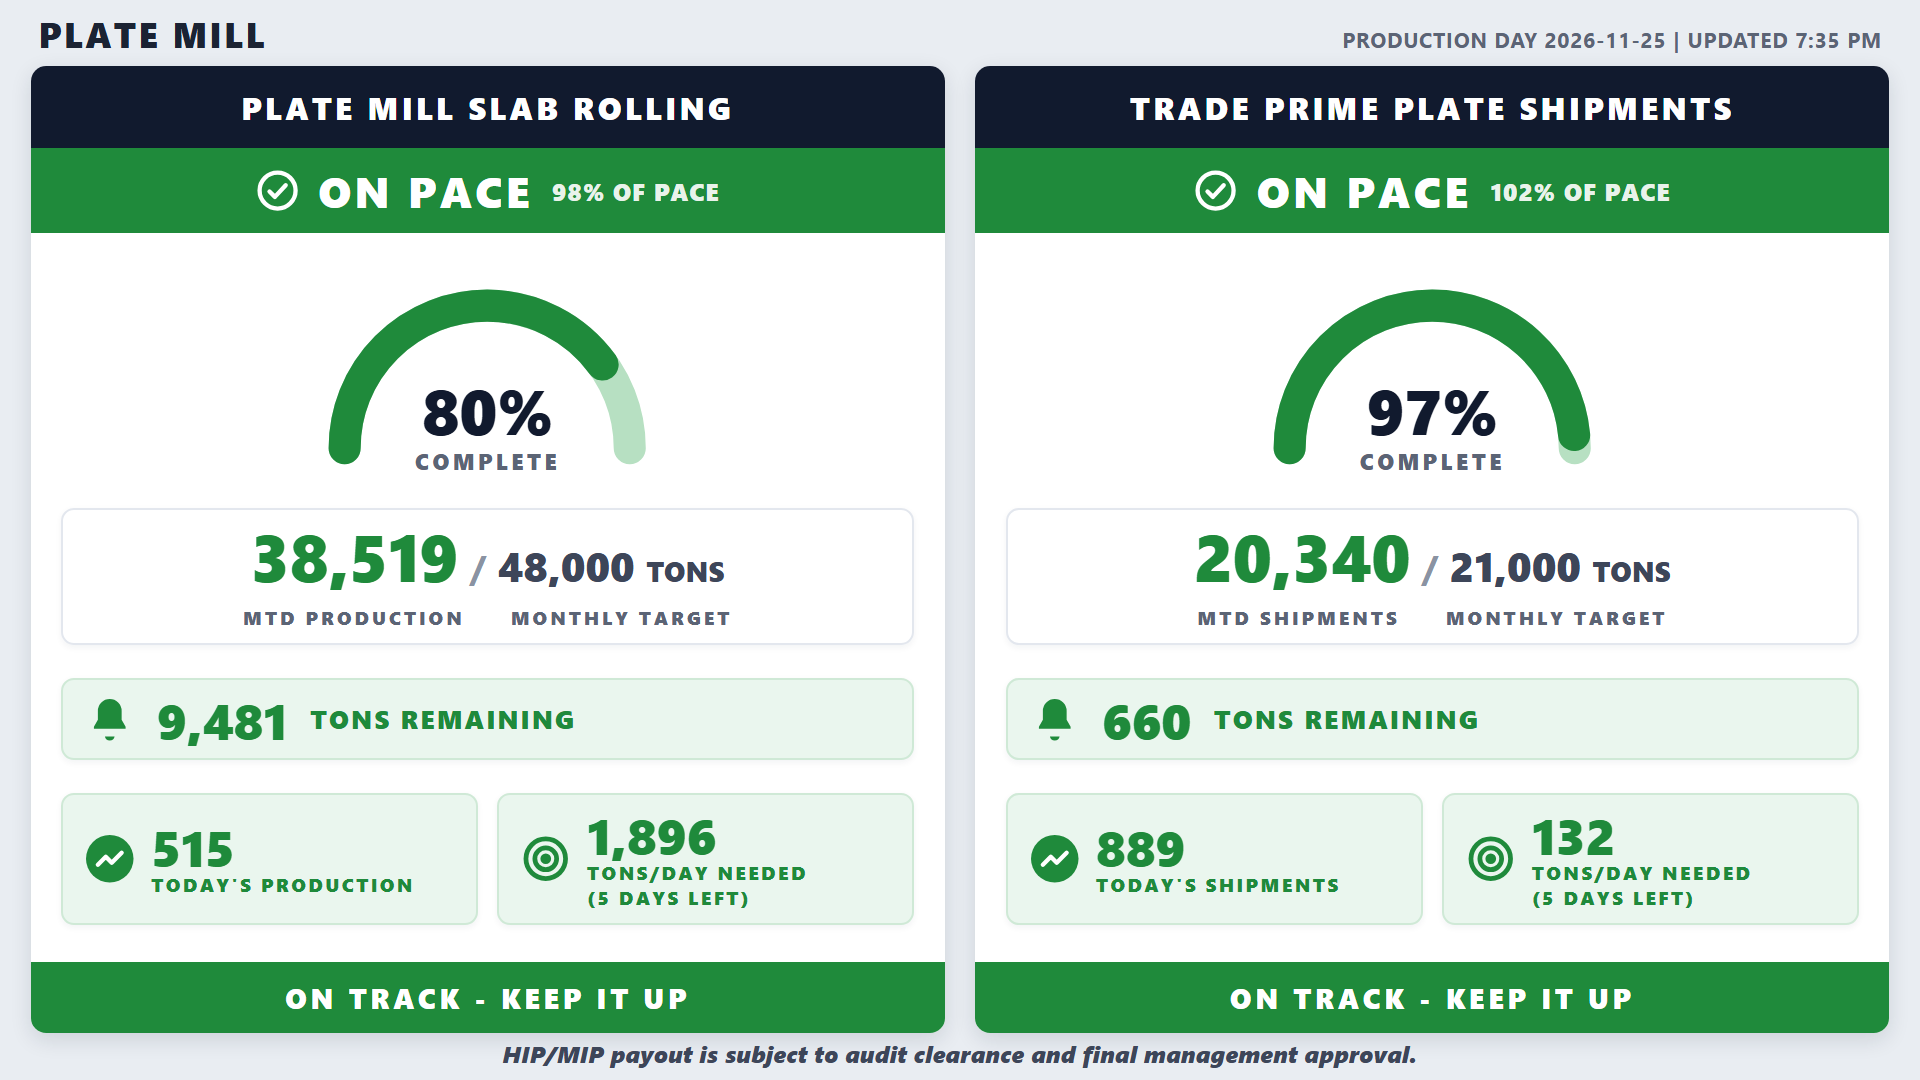 PLATE MILL
PRODUCTION DAY 2026-11-25 | UPDATED 7:35 PM
PLATE MILL SLAB ROLLING
ON PACE 98% OF PACE
80%
COMPLETE
38,519 / 48,000 TONS
MTD PRODUCTION MONTHLY TARGET
9,481 TONS REMAINING
515
TODAY'S PRODUCTION
1,896
TONS/DAY NEEDED
(5 DAYS LEFT)
ON TRACK - KEEP IT UP
TRADE PRIME PLATE SHIPMENTS
ON PACE 102% OF PACE
97%
COMPLETE
20,340 / 21,000 TONS
MTD SHIPMENTS MONTHLY TARGET
660 TONS REMAINING
889
TODAY'S SHIPMENTS
132
TONS/DAY NEEDED
(5 DAYS LEFT)
ON TRACK - KEEP IT UP
HIP/MIP payout is subject to audit clearance and final management approval.